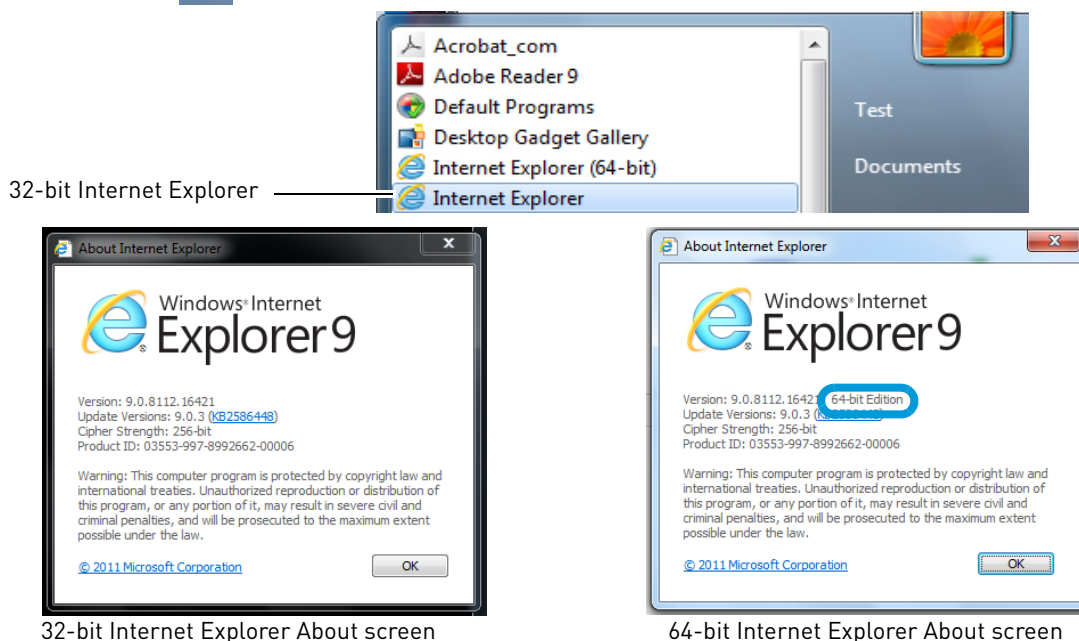 Acrobat_com
Adobe Reader 9
Default Programs
Desktop Gadget Gallery
Internet Explorer (64-bit)
Internet Explorer
Test
Documents
32-bit Internet Explorer
About Internet Explorer
x
Windows® Internet
Explorer 9
Version: 9.0.8112.16421
Update Versions: 9.0.3 (KB2586448)
Cipher Strength: 256-bit
Product ID: 03553-997-8992662-00006
Warning: This computer program is protected by copyright law and
international treaties. Unauthorized reproduction or distribution of
this program, or any portion of it, may result in severe civil and
criminal penalties, and will be prosecuted to the maximum extent
possible under the law.
© 2011 Microsoft Corporation
OK
32-bit Internet Explorer About screen
About Internet Explorer
x
Windows® Internet
Explorer 9
Version: 9.0.8112.16421 64-bit Edition
Update Versions: 9.0.3
Cipher Strength: 256-bit
Product ID: 03553-997-8992662-00006
Warning: This computer program is protected by copyright law and
international treaties. Unauthorized reproduction or distribution of
this program, or any portion of it, may result in severe civil and
criminal penalties, and will be prosecuted to the maximum extent
possible under the law.
© 2011 Microsoft Corporation
OK
64-bit Internet Explorer About screen